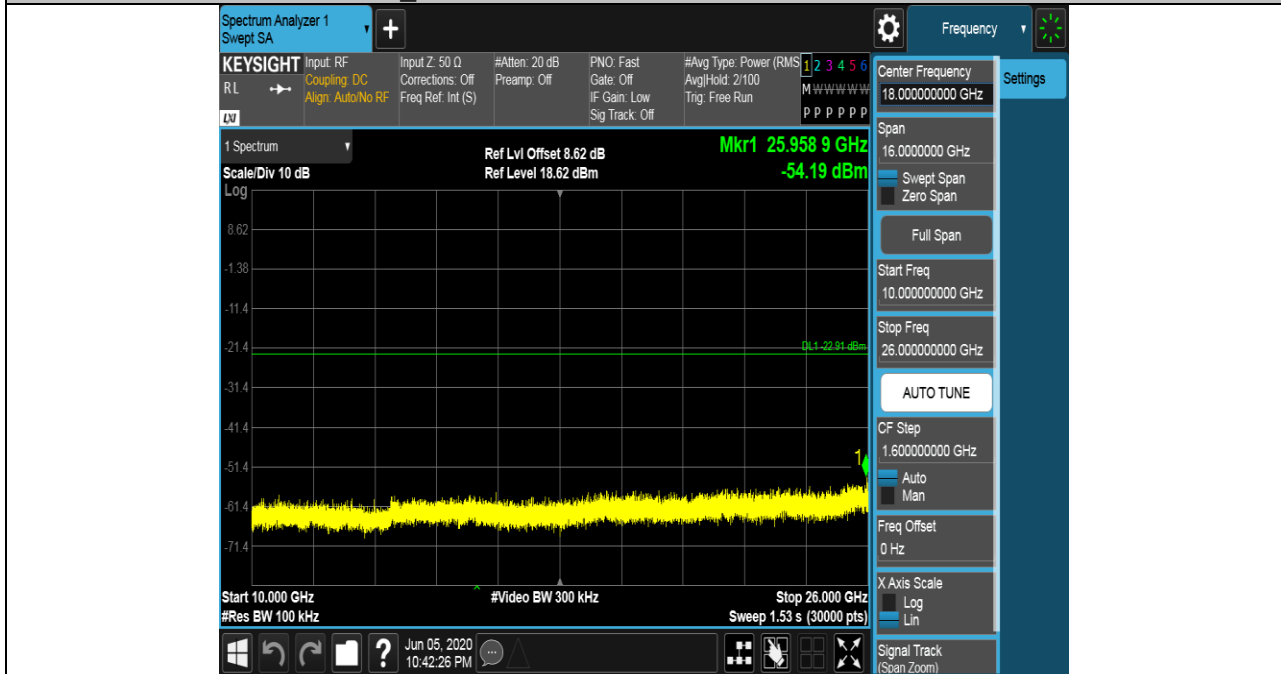 Spectrum Analyzer 1
Swept SA
+
Frequency
KEYSIGHT
RL
LXI
Input: RF
Coupling: DC
Align: Auto/No RF
Input Z: 50 Ω
Corrections: Off
Freq Ref: Int (S)
#Atten: 20 dB
Preamp: Off
PNO: Fast
Gate: Off
IF Gain: Low
Sig Track: Off
#Avg Type: Power (RMS
Avg|Hold: 2/100
Trig: Free Run
1 2 3 4 5 6
M W W W W W
P P P P P P
1 Spectrum
Scale/Div 10 dB
Ref Lvl Offset 8.62 dB
Ref Level 18.62 dBm
Mkr1 25.958 9 GHz
-54.19 dBm
Log
8.62
-1.38
-11.4
-21.4
DL1 -22.91 dBm
-31.4
-41.4
-51.4
1
-61.4
-71.4
Start 10.000 GHz
#Res BW 100 kHz
#Video BW 300 kHz
Stop 26.000 GHz
Sweep 1.53 s (30000 pts)
?
Jun 05, 2020
10:42:26 PM
Center Frequency
18.000000000 GHz
Settings
Span
16.0000000 GHz
Swept Span
Zero Span
Full Span
Start Freq
10.000000000 GHz
Stop Freq
26.000000000 GHz
AUTO TUNE
CF Step
1.600000000 GHz
Auto
Man
Freq Offset
0 Hz
X Axis Scale
Log
Lin
Signal Track
(Span Zoom)